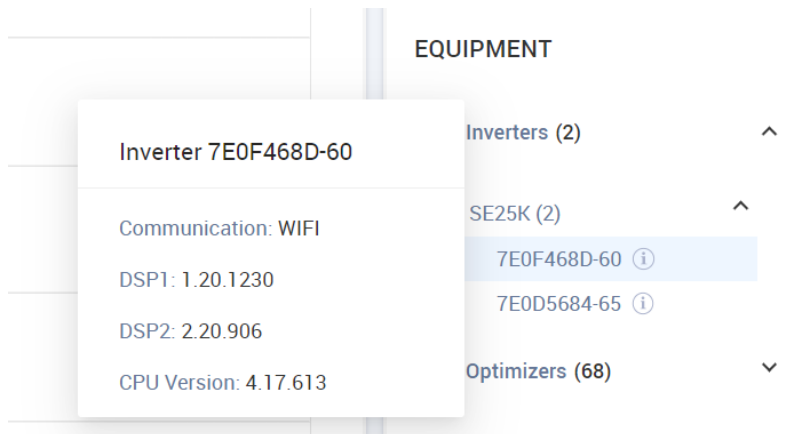 EQUIPMENT
Inverters (2)
SE25K (2)
7E0F468D-60
7E0D5684-65
Optimizers (68)
Inverter 7E0F468D-60
Communication: WIFI
DSP1: 1.20.1230
DSP2: 2.20.906
CPU Version: 4.17.613